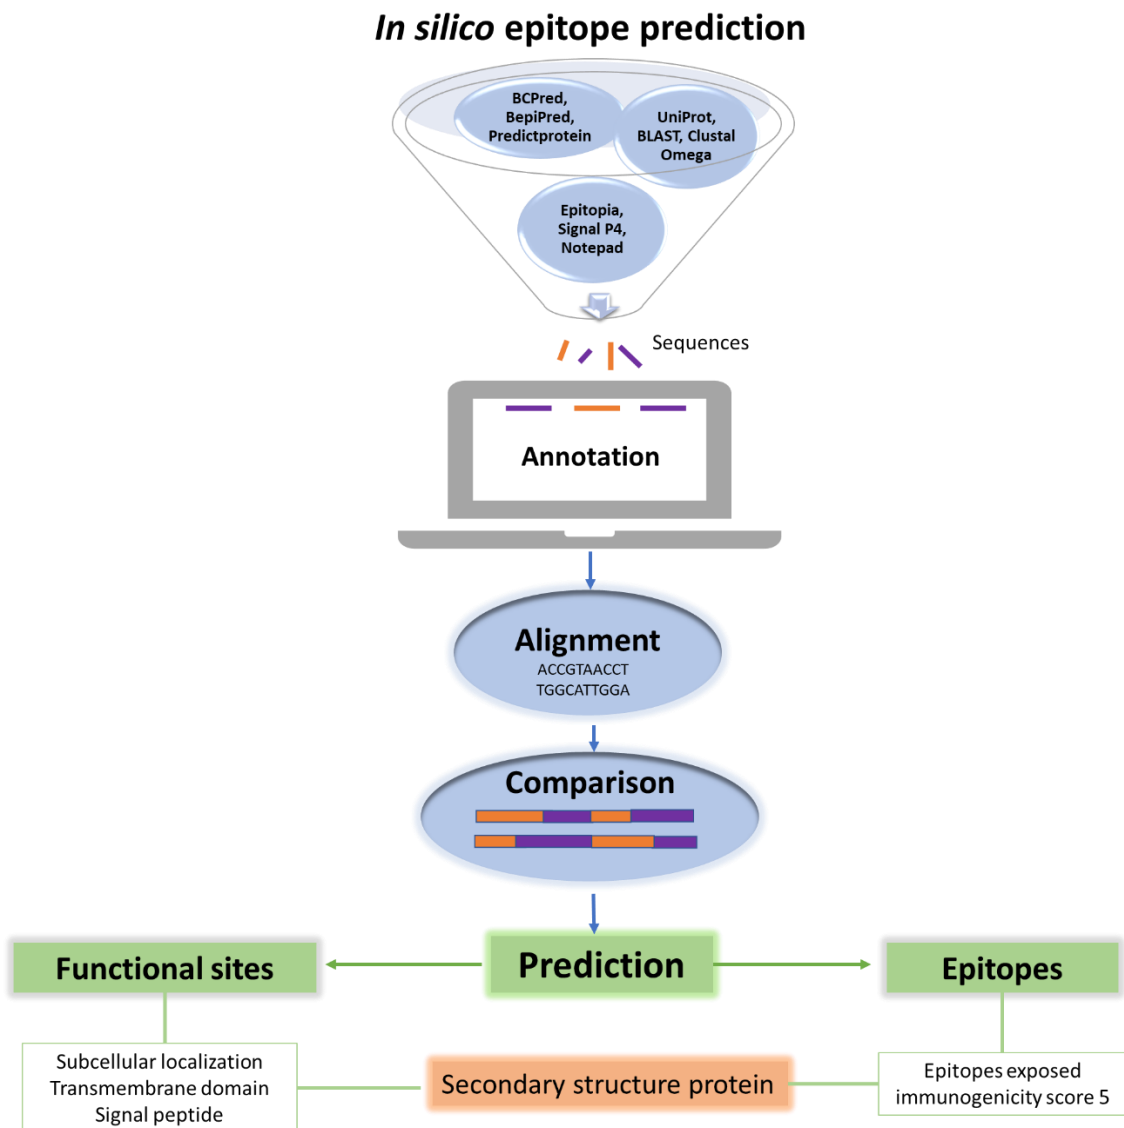 In silico epitope prediction
BCPred,
BepiPred,
Predictprotein
UniProt,
BLAST, Clustal
Omega
Epitopia,
Signal P4,
Notepad
Sequences
Annotation
Alignment
ACCGTAACCT
TGGCATTGGA
Comparison
Functional sites
Prediction
Epitopes
Subcellular localization
Transmembrane domain
Signal peptide
Secondary structure protein
Epitopes exposed
immunogenicity score 5